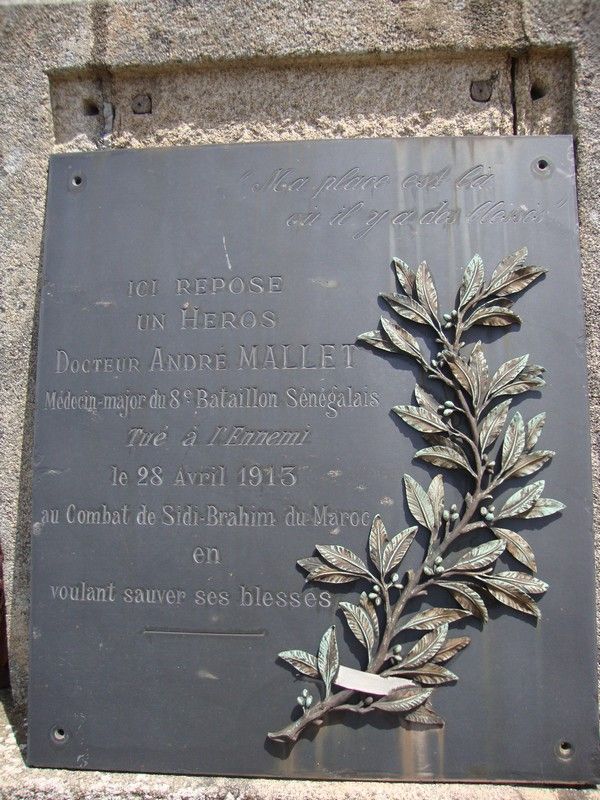 "Ma place est là
où il y a des blessés"
ICI REPOSE
UN HEROS
DOCTEUR ANDRÉ MALLET
Médecin-major du 8e Bataillon Sénégalais
Tué à l'Ennemi
le 28 Avril 1913
au Combat de Sidi-Brahim du Maroc
en
voulant sauver ses blessés